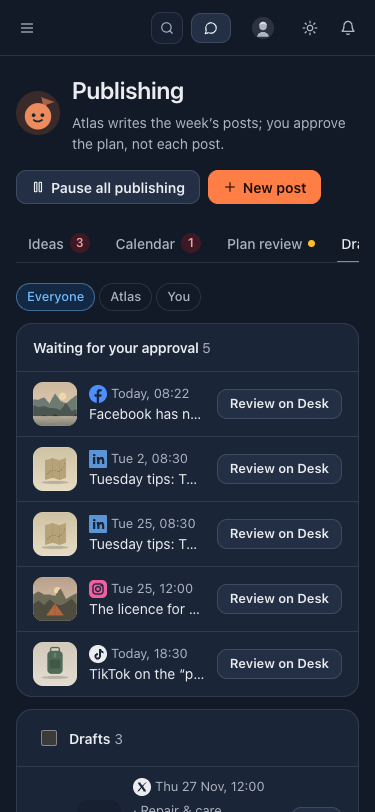 Publishing
Atlas writes the week's posts; you approve
the plan, not each post.
Pause all publishing
+ New post
Ideas 3
Calendar 1
Plan review
Dra
Everyone
Atlas
You
Waiting for your approval 5
Today, 08:22
Facebook has n...
Review on Desk
Tue 2, 08:30
Tuesday tips: T...
Review on Desk
Tue 25, 08:30
Tuesday tips: T...
Review on Desk
Tue 25, 12:00
The licence for ...
Review on Desk
Today, 18:30
TikTok on the “p...
Review on Desk
Drafts 3
Thu 27 Nov, 12:00
· Repair & care